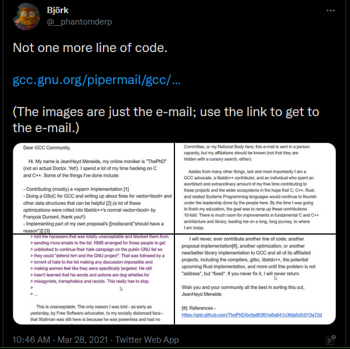 Björk
@__phantomderp
Not one more line of code.
gcc.gnu.org/pipermail/gcc/...
(The images are just the e-mail; use the link to get to
the e-mail.)
Dear GCC Community,
Hi. My name is JeanHeyd Meneide, my online moniker is "ThePhD"
(not an actual Doctor. Yet!). I spend a lot of my time hacking on C
and C++. Some of the things I've done include:
- Contributing (mostly) a <span> implementation [1]
- Doing a GSoC for GCC and writing up about fixes for vector<bool> and
other data structures that can be helped [2] (a lot of these
optimizations were rolled into libstdc++'s normal vector<bool> by
François Dumont, thank you!!)
- Implementing part of my own proposal's [[nodiscard("should have a
reason")]] [3]
> told the harassers that was totally unacceptable and blocked them from
> sending more emails to the list. RMS arranged for those people to get
> unblocked to continue their hate campaign on the public GNU list so
> they could "defend him and the GNU project". That was followed by a
> torrent of hate to the list making any discussion impossible and
> making women feel like they were specifically targeted. He still
> hasn't learned that his words and actions are dog whistles for
> misogynists, transphobics and racists. This really has to stop.
>
> ...
This is unacceptable. The only reason I was told - as early as
yesterday, by Free Software advocates, to my socially distanced face -
that Stallman was still here is because he was powerless and had no
Committee, or my National Body here; this e-mail is sent in a person
capacity, but my affiliations should be known (that they are
hidden with a cursory search, either).
Asides from many other things, last and most importantly I am a
GCC advocate, a libstdc++ contributor, and an individual who spent an
exorbitant and extraordinary amount of my free time contributing to
these projects and the wider ecosystems in the hope that C, C++, Rust,
and related Systems Programming languages would continue to flourish
under the leadership done by the people here. By the time I was going
to finish my education, the goal was to ramp up these contributions
10-fold. There is much room for improvements in fundamental C and C++
architecture and library, leading me on a long, long journey, to where
I am today.
I will never, ever contribute another line of code, another
proposal implementation[8], another optimization, or another
new/better library implementation to GCC and all of its affiliated
projects, including the compilers, glibc, libstdc++, the potential
upcoming Rust implementation, and more until this problem is not
"address", but "fixed". If you never fix it, I will never return.
Wish you and your community all the best in sorting this out,
JeanHeyd Meneide
[#]: References -
10:46 AM · Mar 28, 2021 · Twitter Web App